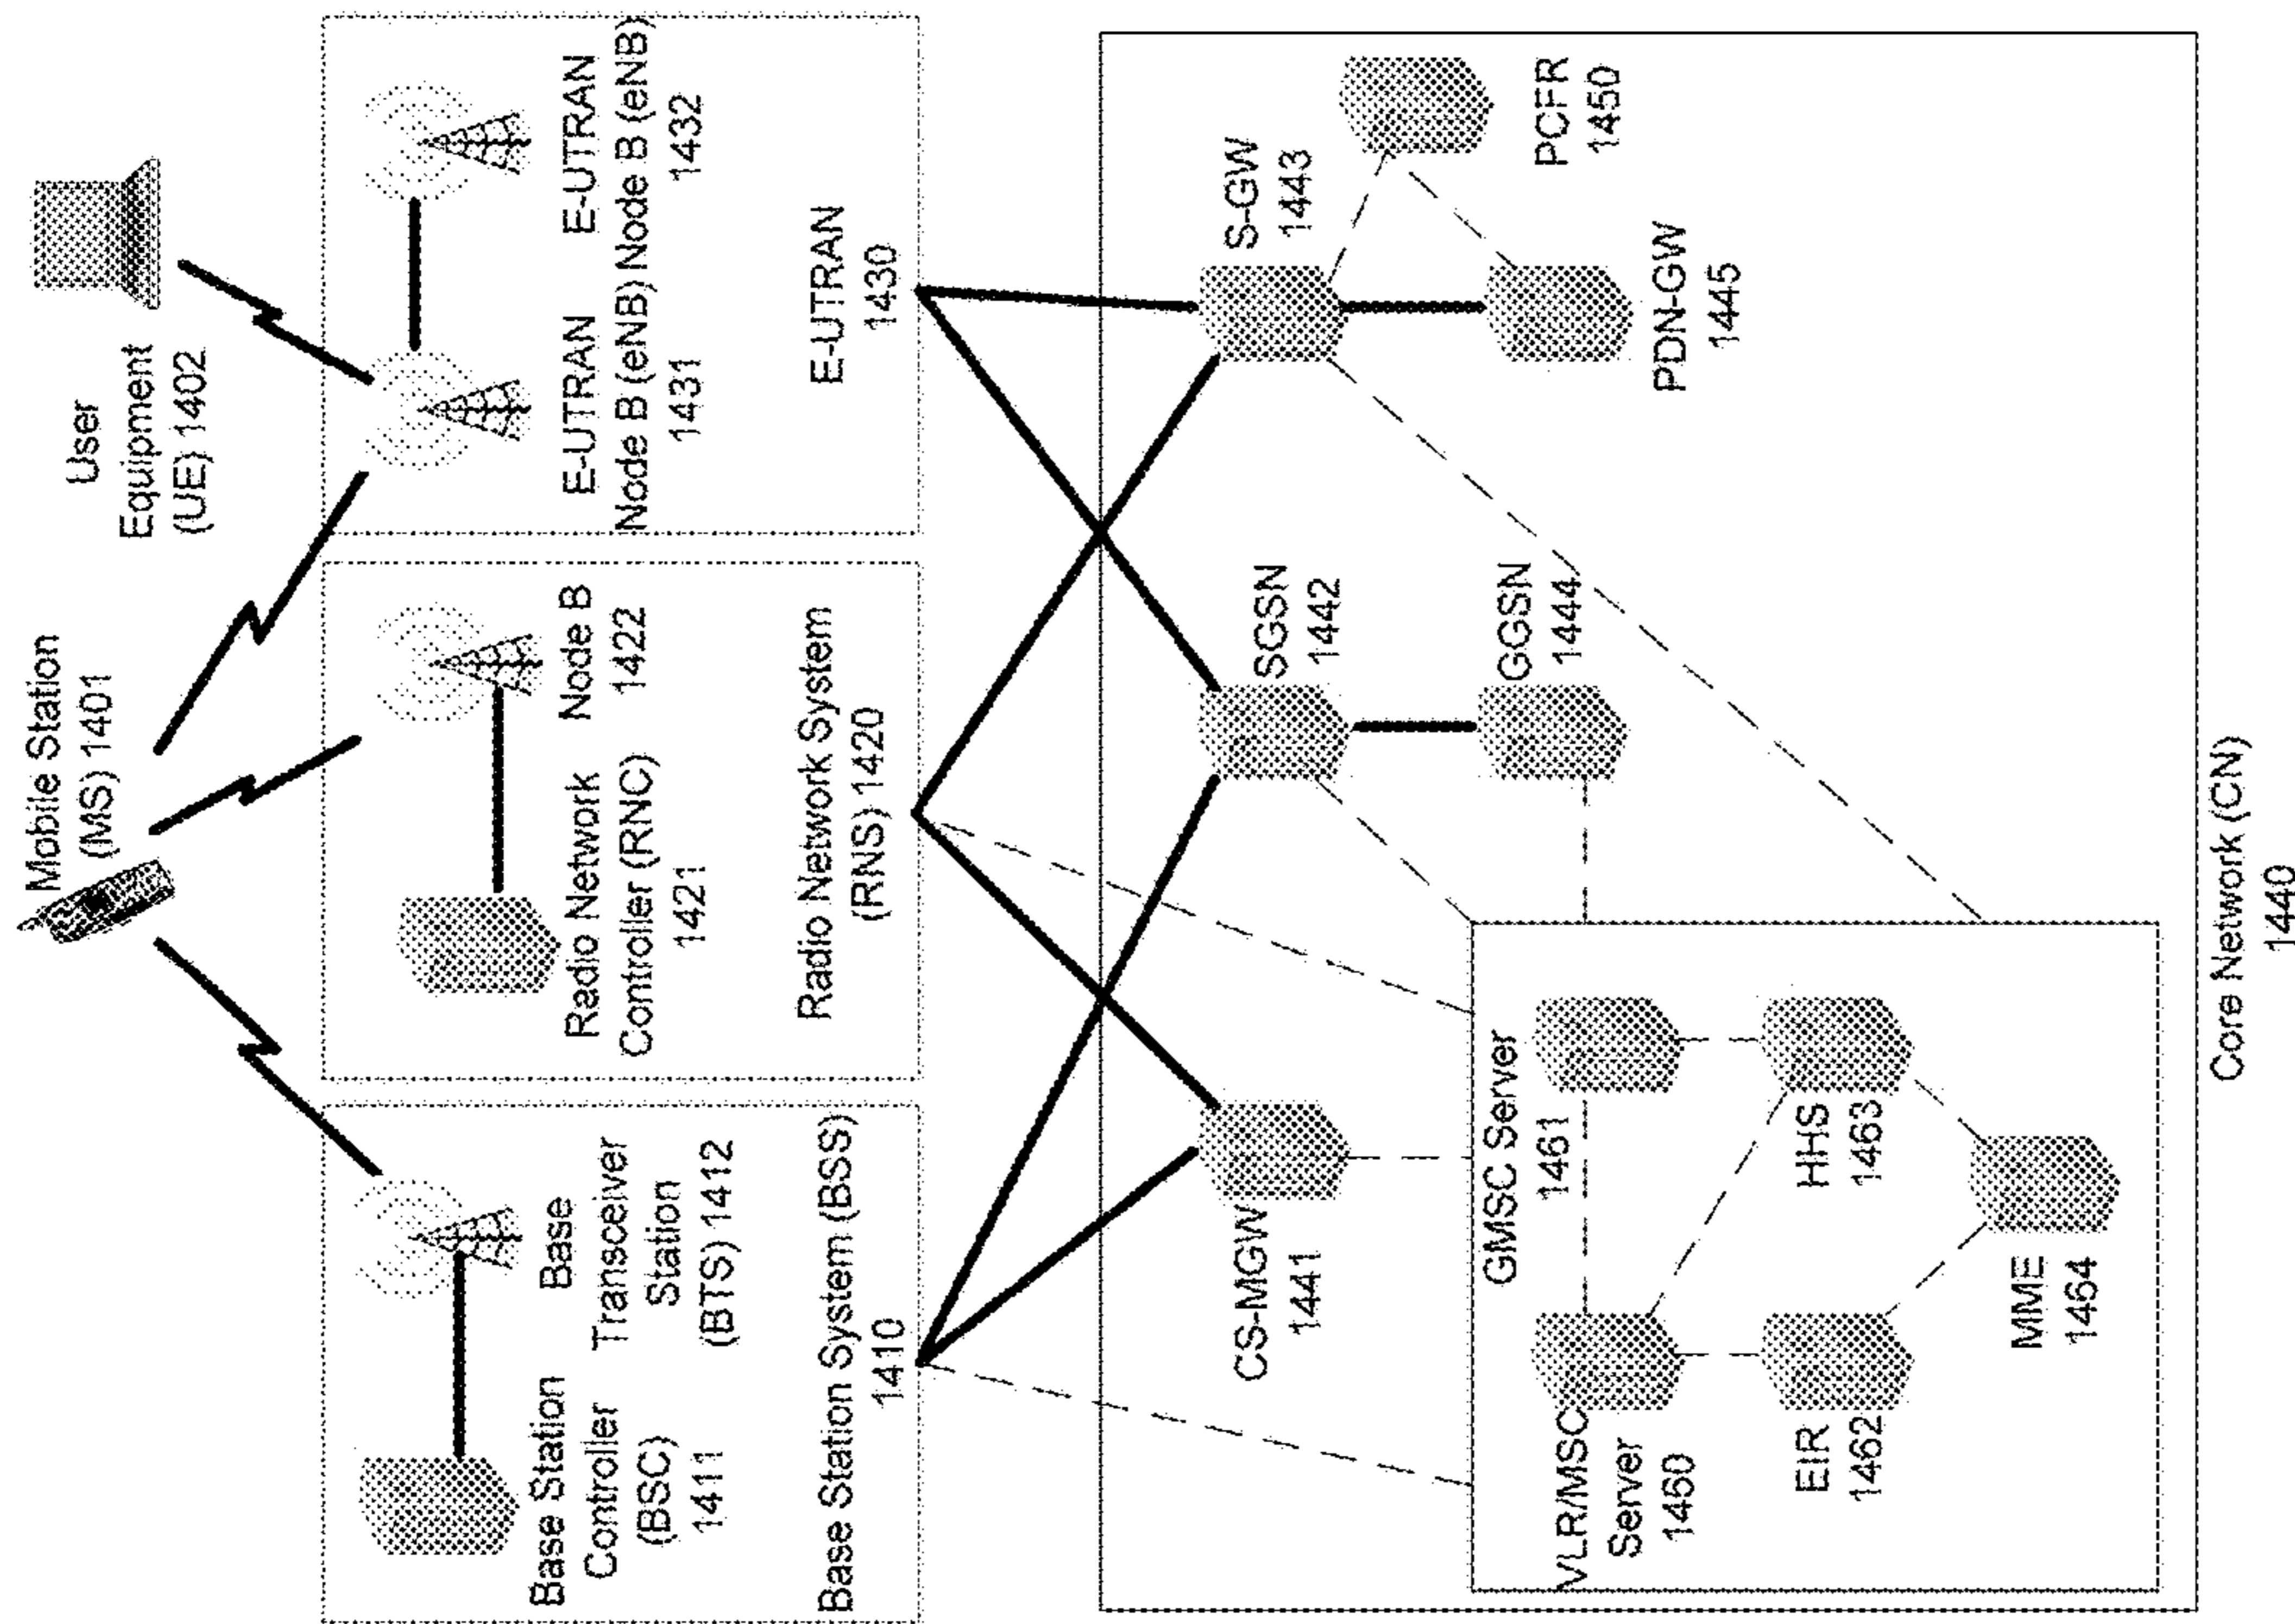 Mobile Station
(MS) 1401
User
Equipment
(UE) 1402
Base Station
Controller
(BSC)
1411
Base
Transceiver
Station
(BTS) 1412
Base Station System (BSS)
1410
Radio Network
Controller (RNC)
1421
Node B
1422
Radio Network System
(RNS) 1420
E-UTRAN
Node B (eNB)
1431
E-UTRAN
Node B (eNB)
1432
E-UTRAN
1430
CS-MGW
1441
SGSN
1442
S-GW
1443
GGSN
1444
PDN-GW
1445
PCFR
1450
VLR/MSC
Server
1460
GMSC Server
1461
EIR
1462
HHS
1463
MME
1464
Core Network (CN)
1440